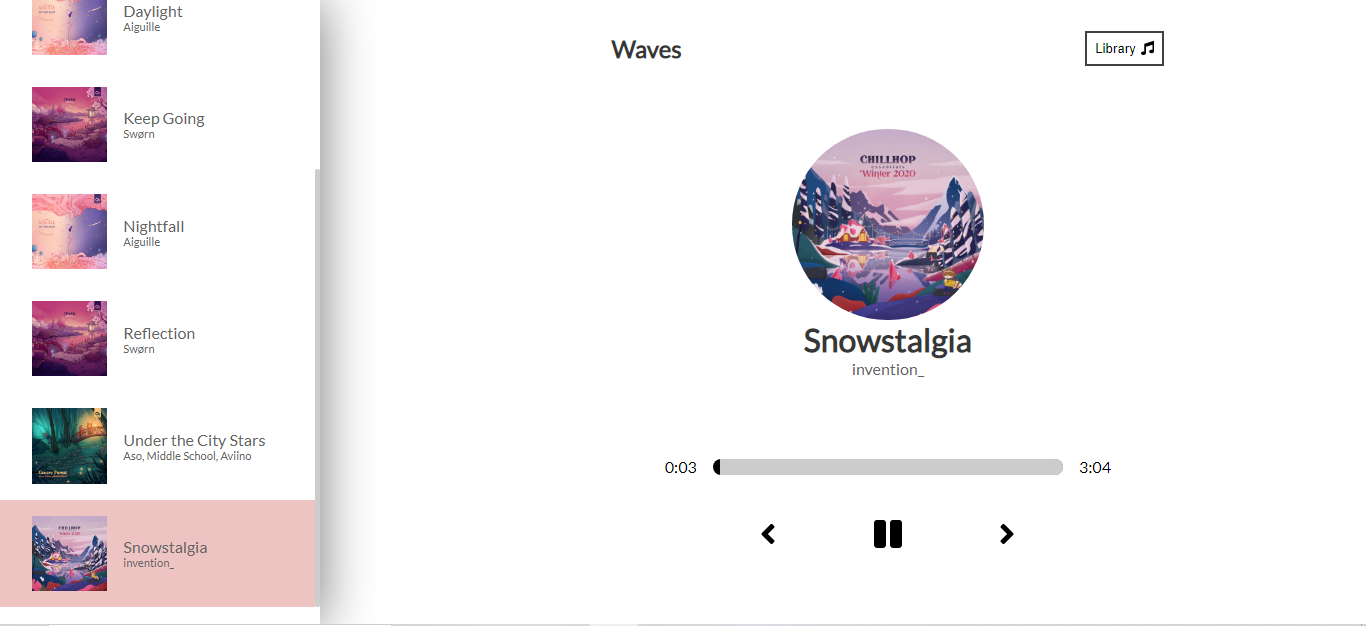 Daylight
Aiguille
Keep Going
Swørn
Nightfall
Aiguille
Reflection
Swørn
Under the City Stars
Aso, Middle School, Aviino
Snowstalgia
invention_
Waves
Library
CHILLHOP
essentials
Winter 2020
Snowstalgia
invention_
0:03
3:04